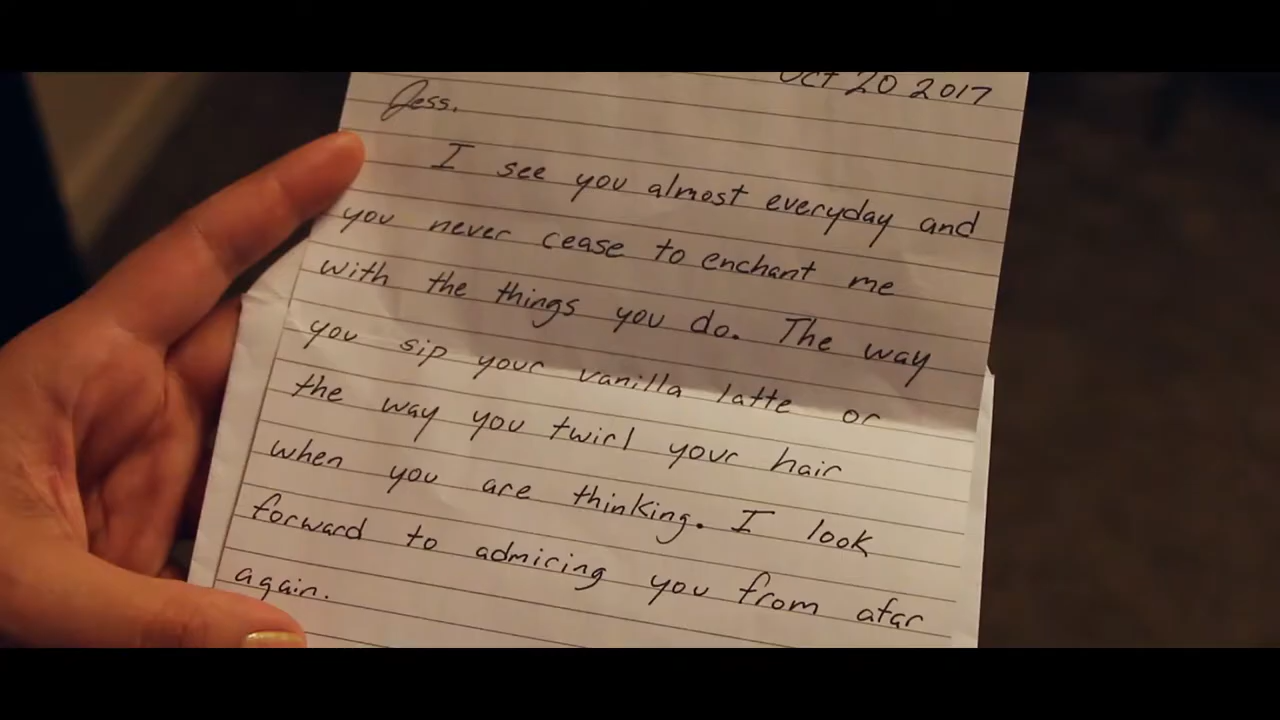 Oct 20 2017
Jess.
I see you almost everyday and
you never cease to enchant me
with the things you do. The way
you sip your vanilla latte or
the way you twirl your hair
when you are thinking. I look
forward to admiring you from afar
again.